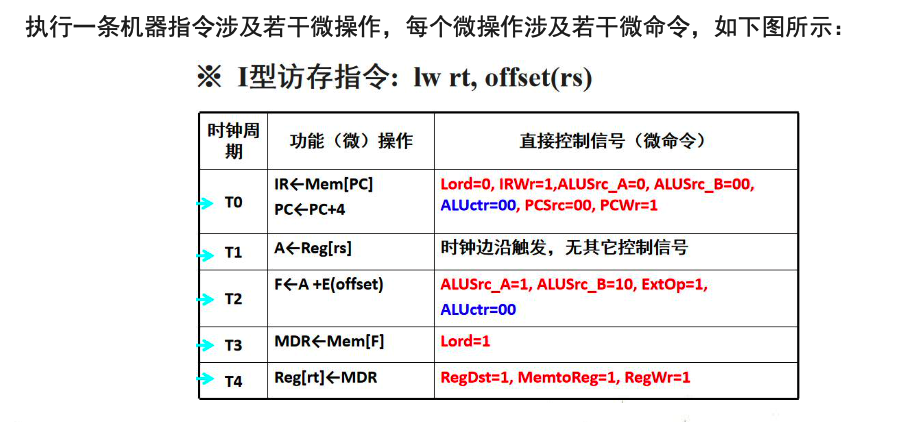 执行一条机器指令涉及若干微操作，每个微操作涉及若干微命令，如下图所示：
※ I型访存指令: lw rt, offset(rs)
时钟周期
功能（微）操作
直接控制信号（微命令）
T0
IR←Mem[PC]
PC←PC+4
Lord=0, IRWr=1,ALUSrc_A=0, ALUSrc_B=00,
ALUctr=00, PCSrc=00, PCWr=1
T1
A←Reg[rs]
时钟边沿触发，无其它控制信号
T2
F←A +E(offset)
ALUSrc_A=1, ALUSrc_B=10, ExtOp=1,
ALUctr=00
T3
MDR←Mem[F]
Lord=1
T4
Reg[rt]←MDR
RegDst=1, MemtoReg=1, RegWr=1